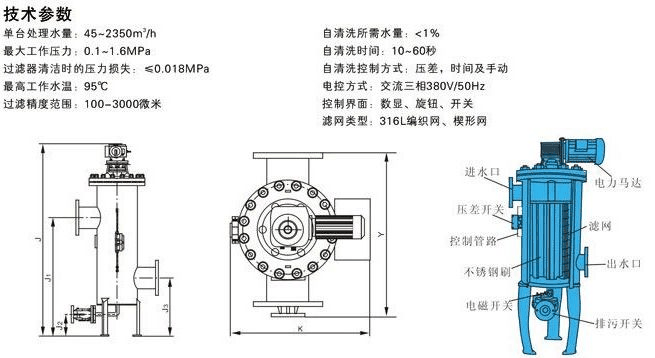 技术参数
单台处理水量：45~2350m³/h
最大工作压力：0.1~1.6MPa
过滤器清洁时的压力损失：≤0.018MPa
最高工作水温：95℃
过滤精度范围：100-3000微米
自清洗所需水量：<1%
自清洗时间：10~60秒
自清洗控制方式：压差，时间及手动
电控方式：交流三相380V/50Hz
控制界面：数显、旋钮、开关
滤网类型：316L编织网、楔形网
J
J1
J2
J3
K
Y
进水口
电力马达
压差开关
滤网
控制管路
不锈钢刷
出水口
电磁开关
排污开关